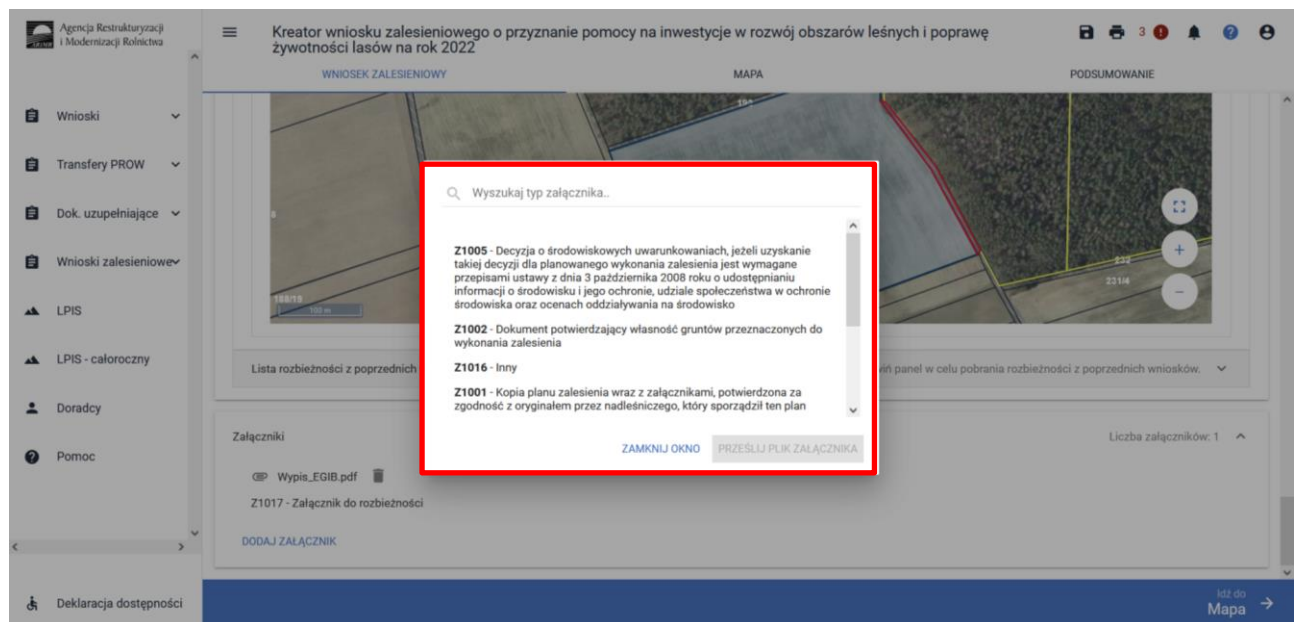 Agencja Restrukturyzacji
i Modernizacji Rolnictwa
Kreator wniosku zalesieniowego o przyznanie pomocy na inwestycje w rozwój obszarów leśnych i poprawę
żywotności lasów na rok 2022
3
WNIOSEK ZALESIENIOWY
MAPA
PODSUMOWANIE
Wnioski
Transfery PROW
Dok. uzupełniające
Wnioski zalesieniowe
LPIS
LPIS - całoroczny
Doradcy
Pomoc
Deklaracja dostępności
194
188/19
100 m
232
231/4
+
-
Wyszukaj typ załącznika..
Z1005 - Decyzja o środowiskowych uwarunkowaniach, jeżeli uzyskanie
takiej decyzji dla planowanego wykonania zalesienia jest wymagane
przepisami ustawy z dnia 3 października 2008 roku o udostępnianiu
informacji o środowisku i jego ochronie, udziale społeczeństwa w ochronie
środowiska oraz ocenach oddziaływania na środowisko
Z1002 - Dokument potwierdzający własność gruntów przeznaczonych do
wykonania zalesienia
Z1016 - Inny
Z1001 - Kopia planu zalesienia wraz z załącznikami, potwierdzona za
zgodność z oryginałem przez nadleśniczego, który sporządził ten plan
ZAMKNIJ OKNO
PRZEŚLIJ PLIK ZAŁĄCZNIKA
Lista rozbieżności z poprzednich
panel w celu pobrania rozbieżności z poprzednich wniosków.
Załączniki
Liczba załączników: 1
Wypis_EGIB.pdf
Z1017 - Załącznik do rozbieżności
DODAJ ZAŁĄCZNIK
Idź do
Mapa